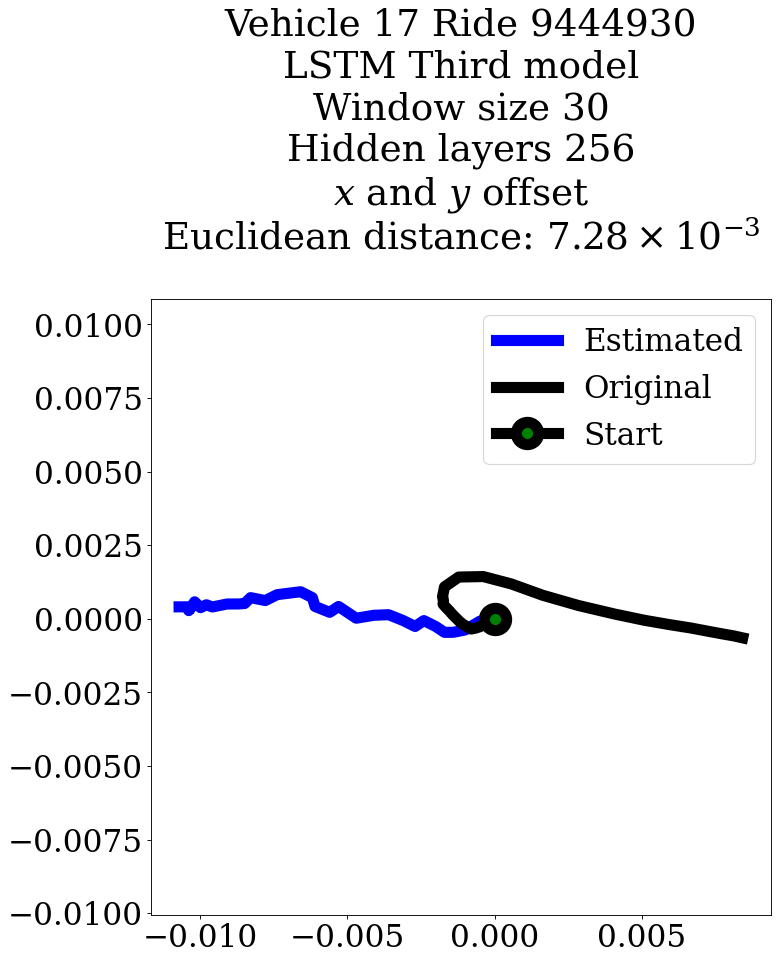 Vehicle 17 Ride 9444930
LSTM Third model
Window size 30
Hidden layers 256
x and y offset
Euclidean distance: 7.28 × 10⁻³
Estimated
Original
Start
0.0100
0.0075
0.0050
0.0025
0.0000
−0.0025
−0.0050
−0.0075
−0.0100
−0.010 −0.005 0.000 0.005